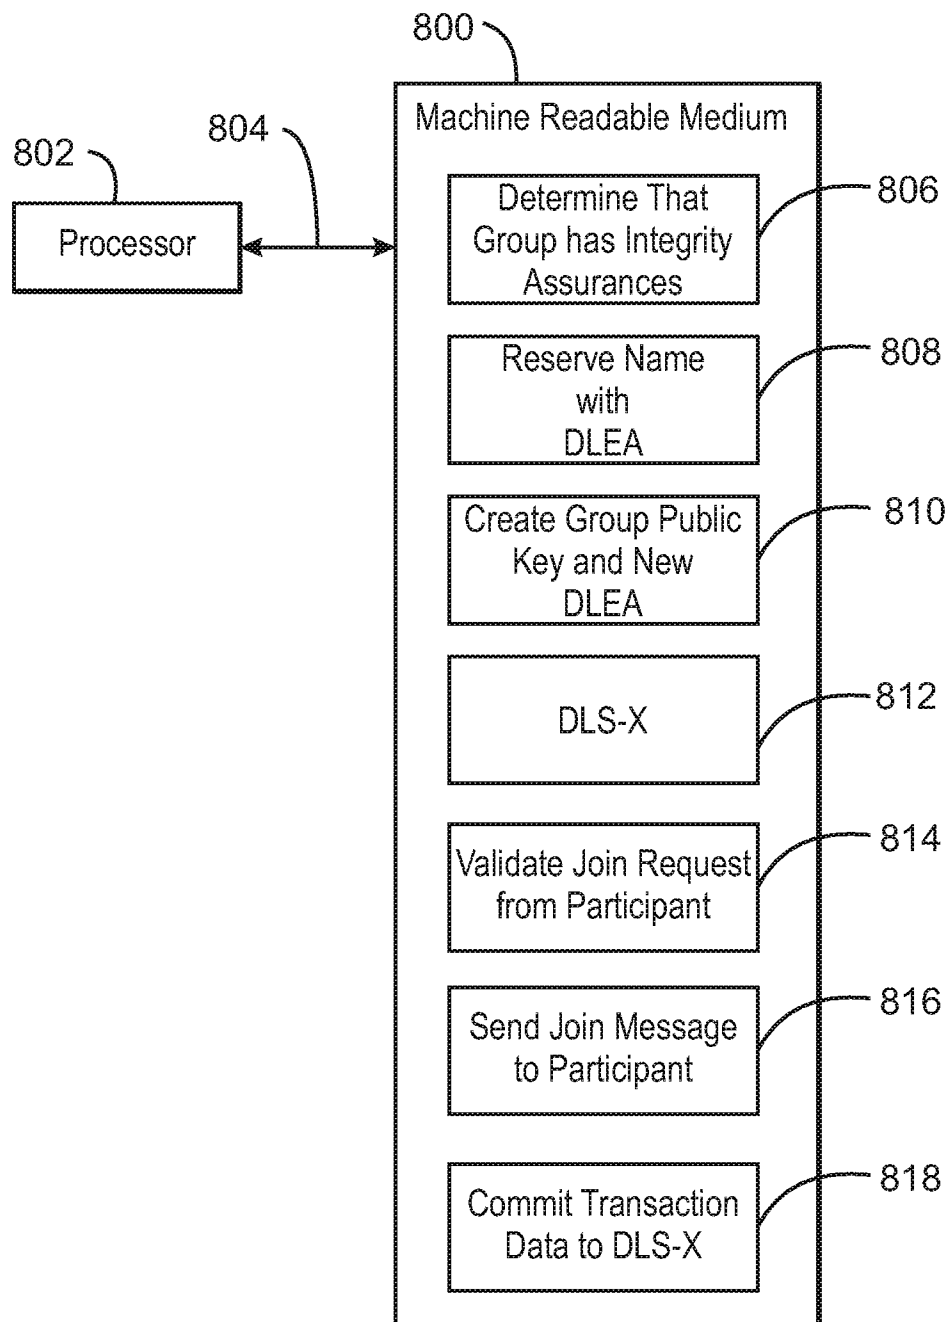 800
Machine Readable Medium
804
802
Processor
Determine That
Group has Integrity
Assurances
806
Reserve Name
with
DLEA
808
Create Group Public
Key and New
DLEA
810
DLS-X
812
Validate Join Request
from Participant
814
Send Join Message
to Participant
816
Commit Transaction
Data to DLS-X
818